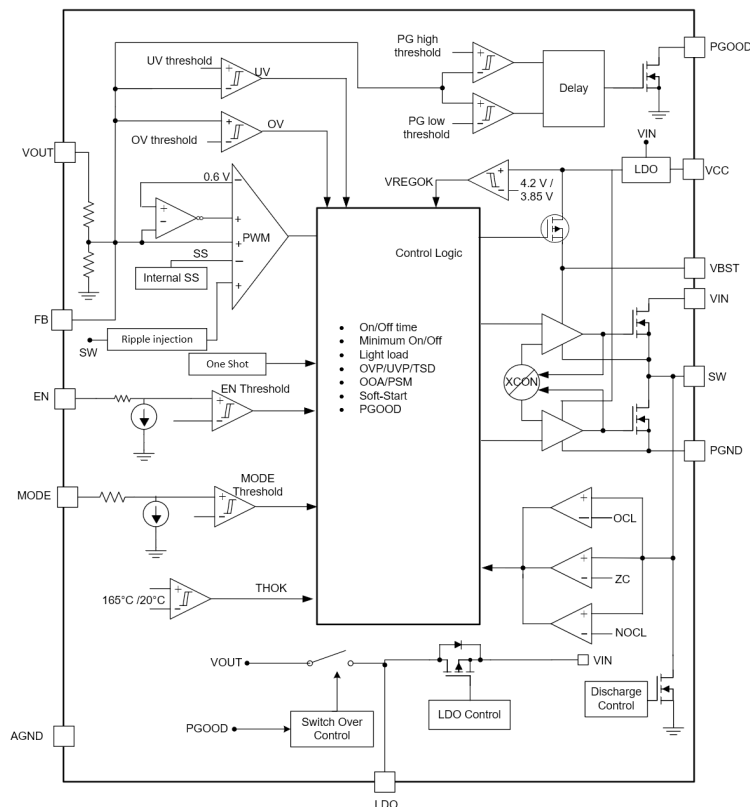 PG high
threshold
PGOOD
UV threshold
+
−
UV
+
−
Delay
PG low
threshold
+
−
OV threshold
+
−
OV
VIN
VOUT
LDO
VCC
VREGOK
+
−
4.2 V /
3.85 V
0.6 V
−
+
−
+
PWM
+
Control Logic
SS
−
Internal SS
+
VBST
VIN
FB
SW
Ripple injection
• On/Off time
• Minimum On/Off
• Light load
• OVP/UVP/TSD
• OOA/PSM
• Soft-Start
• PGOOD
One Shot
XCON
SW
EN
EN Threshold
+
−
PGND
MODE
MODE
Threshold
+
−
+
−
OCL
+
−
ZC
165°C /20°C
+
−
THOK
+
−
NOCL
VOUT
VIN
Discharge
Control
PGOOD
Switch Over
Control
LDO Control
AGND
LDO